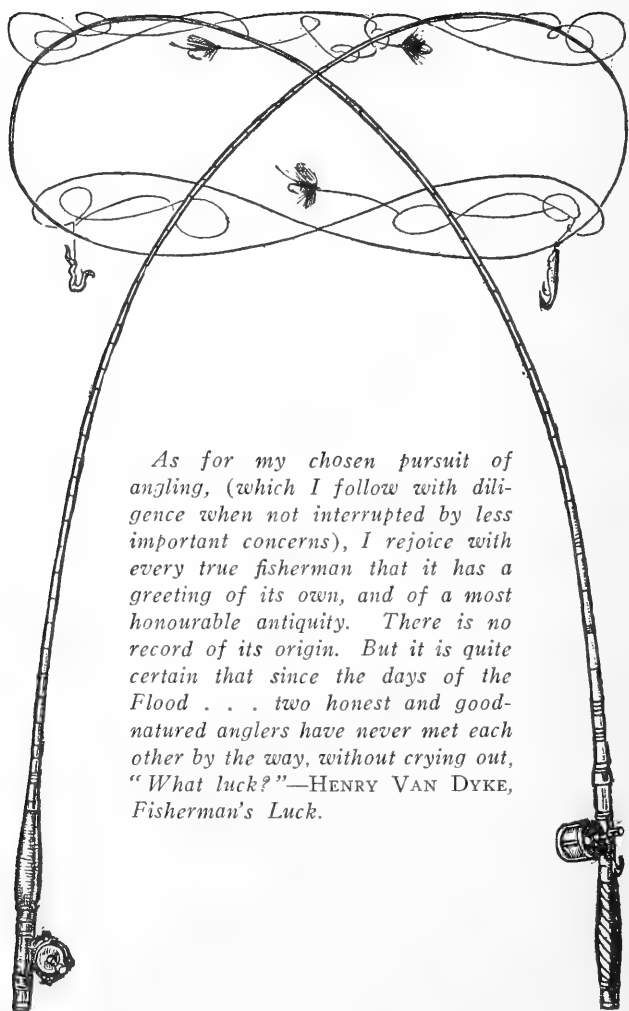 As for my chosen pursuit of
angling, (which I follow with dili-
gence when not interrupted by less
important concerns), I rejoice with
every true fisherman that it has a
greeting of its own, and of a most
honourable antiquity. There is no
record of its origin. But it is quite
certain that since the days of the
Flood . . . two honest and good-
natured anglers have never met each
other by the way, without crying out,
"What luck?"—HENRY VAN DYKE,
Fisherman's Luck.